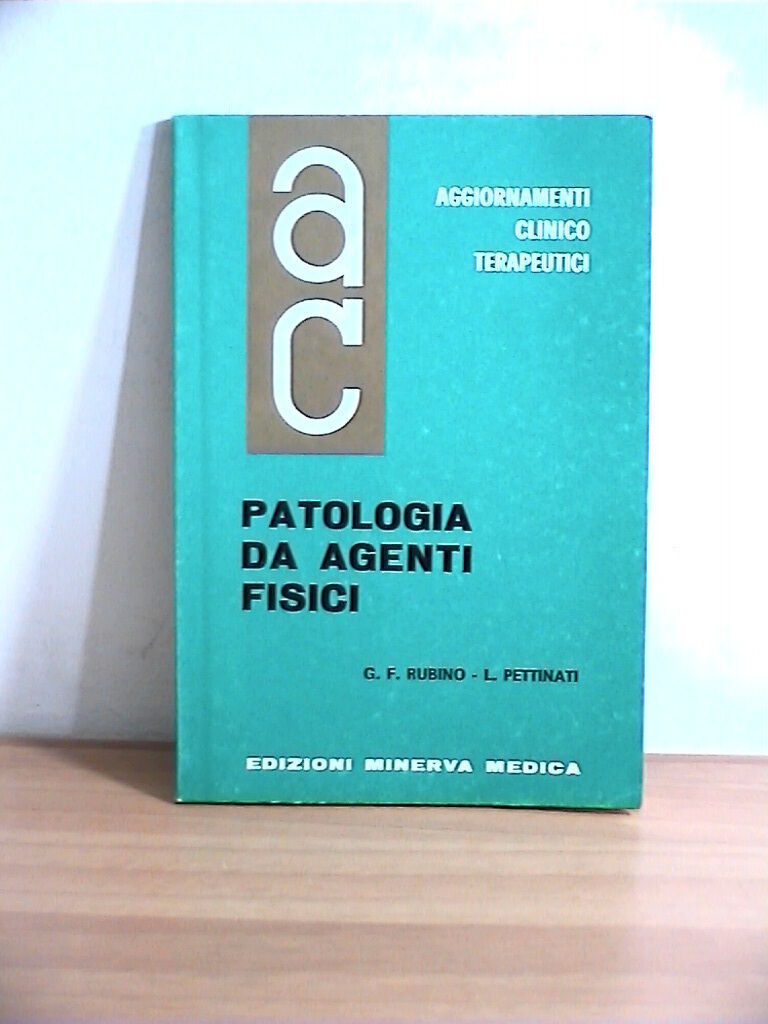 ac
AGGIORNAMENTI
CLINICO
TERAPEUTICI
PATOLOGIA
DA AGENTI
FISICI
G. F. RUBINO - L. PETTINATI
EDIZIONI MINERVA MEDICA